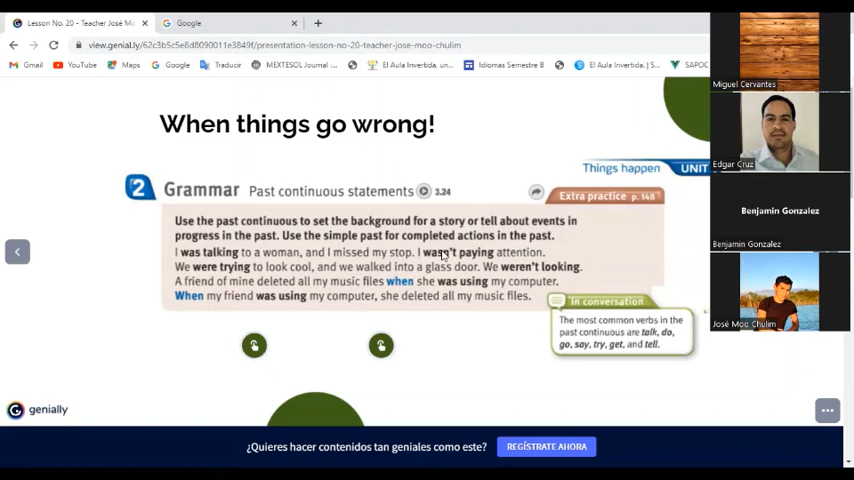 Lesson No. 20 - Teacher José Mo
Google
view.genial.ly/62c3b5c5e8d8090011e3849f/presentation-lesson-no-20-teacher-jose-moo-chulim
Gmail
YouTube
Maps
Google
Traducir
MEXTESOL Journal :...
El Aula Invertida, un...
Idiomas Semestre B
El Aula Invertida. | S...
SAPOC
When things go wrong!
Things happen UNIT
2 Grammar Past continuous statements 3.24
Extra practice p. 148
Use the past continuous to set the background for a story or tell about events in
progress in the past. Use the simple past for completed actions in the past.
I was talking to a woman, and I missed my stop. I wasn't paying attention.
We were trying to look cool, and we walked into a glass door. We weren't looking.
A friend of mine deleted all my music files when she was using my computer.
When my friend was using my computer, she deleted all my music files.
In conversation
The most common verbs in the
past continuous are talk, do,
go, say, try, get, and tell.
genially
¿Quieres hacer contenidos tan geniales como este? REGÍSTRATE AHORA
Miguel Cervantes
Edgar Cruz
Benjamin Gonzalez
Benjamin Gonzalez
José Moo Chulim